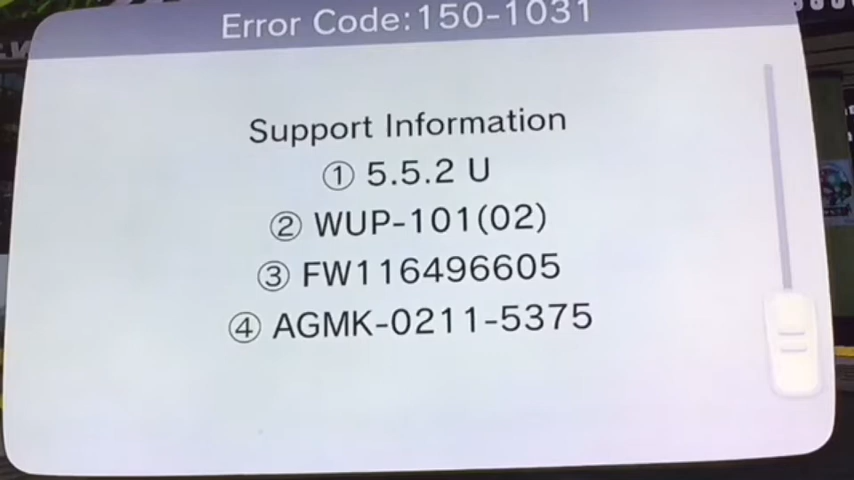 Error Code:150-1031
Support Information
① 5.5.2 U
② WUP-101(02)
③ FW116496605
④ AGMK-0211-5375